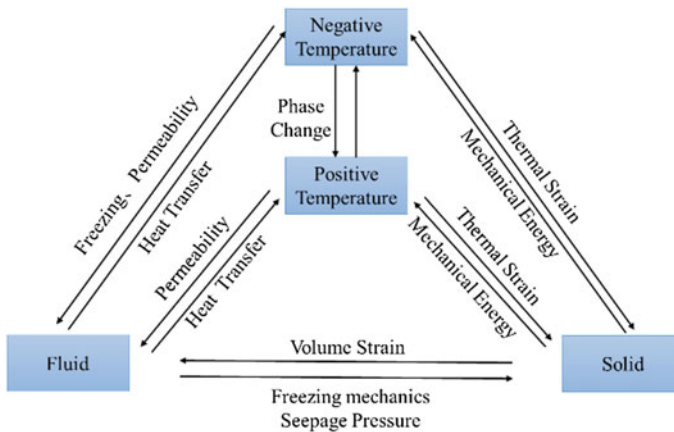 Negative
Temperature
Phase
Change
Freezing、Permeability
Heat Transfer
Thermal Strain
Mechanical Energy
Positive
Temperature
Permeability
Heat Transfer
Thermal Strain
Mechanical Energy
Fluid
Volume Strain
Solid
Freezing mechanics
Seepage Pressure